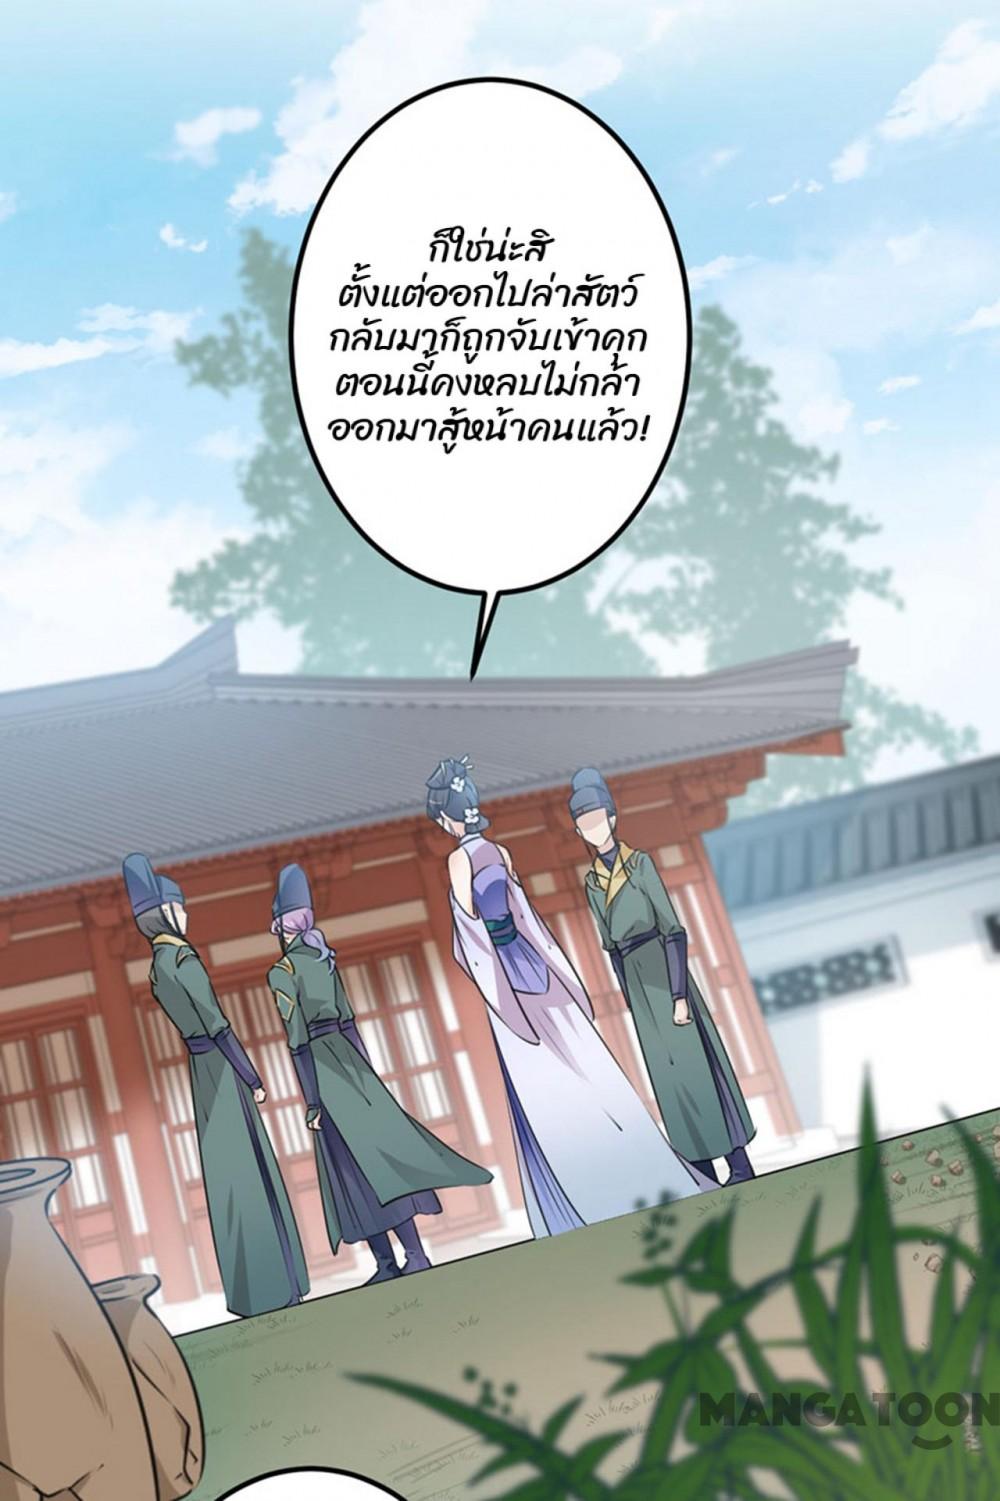 ก็ใช่น่ะสิ
ตั้งแต่ออกไปล่าสัตว์
กลับมาก็ถูกจับเข้าคุก
ตอนนี้คงหลบไม่กล้า
ออกมาสู้หน้าคนแล้ว!
MANGATOON